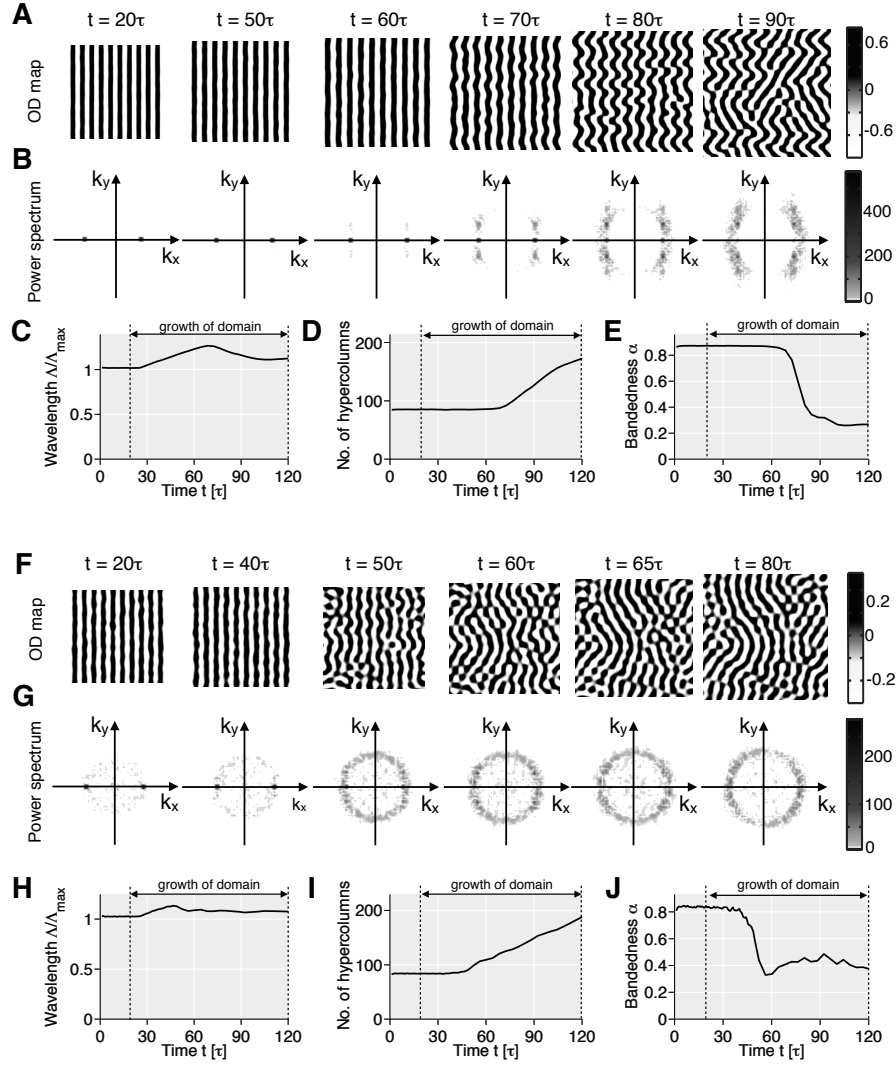 A
t = 20τ t = 50τ t = 60τ t = 70τ t = 80τ t = 90τ
OD map
0.6
0
-0.6
B
Power spectrum
ky ky ky ky ky ky
kx kx kx kx kx kx
400
200
0
C
growth of domain
Wavelength Λ/Λmax
1
0.5
0
0 30 60 90 120
Time t [τ]
D
growth of domain
No. of hypercolumns
200
100
0
0 30 60 90 120
Time t [τ]
E
growth of domain
Bandedness α
0.8
0.6
0.4
0.2
0
0 30 60 90 120
Time t [τ]
F
t = 20τ t = 40τ t = 50τ t = 60τ t = 65τ t = 80τ
OD map
0.2
0
-0.2
G
Power spectrum
ky ky ky ky ky ky
kx kx kx kx kx kx
200
100
0
H
growth of domain
Wavelength Λ/Λmax
1
0.5
0
0 30 60 90 120
Time t [τ]
I
growth of domain
No. of hypercolumns
200
100
0
0 30 60 90 120
Time t [τ]
J
growth of domain
Bandedness α
0.8
0.6
0.4
0.2
0
0 30 60 90 120
Time t [τ]